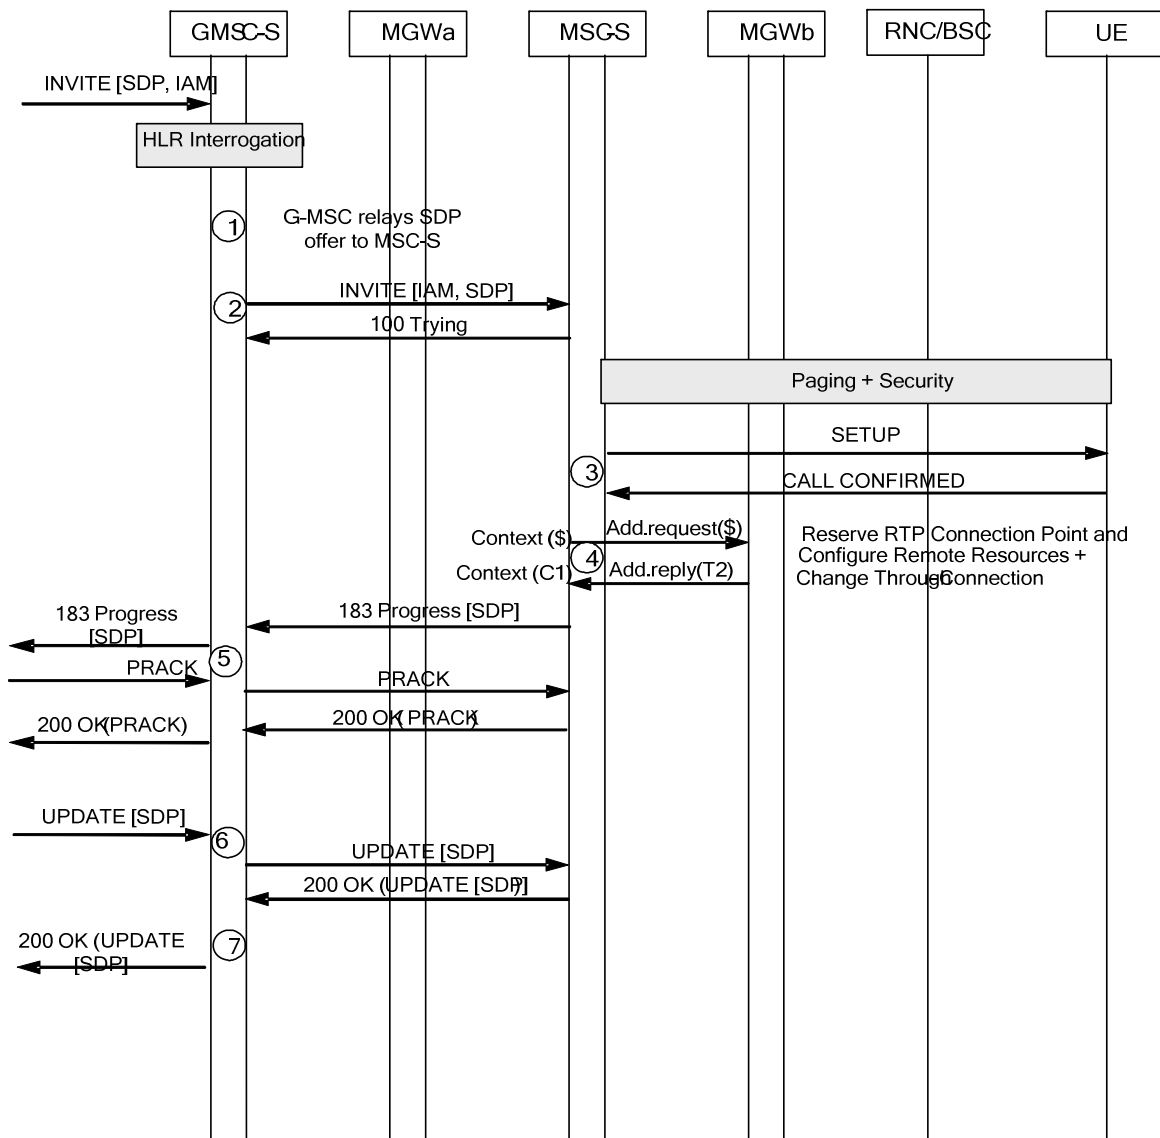 GMSC-S
MGWa
MSC-S
MGWb
RNC/BSC
UE
INVITE [SDP, IAM]
HLR Interrogation
1
G-MSC relays SDP
offer to MSC-S
2
INVITE [IAM, SDP]
100 Trying
Paging + Security
SETUP
3
CALL CONFIRMED
Context ($)
Add.request($)
4
Context (C1)
Add.reply(T2)
Reserve RTP Connection Point and
Configure Remote Resources +
Change Through-Connection
183 Progress [SDP]
183 Progress
[SDP]
5
PRACK
PRACK
200 OK (PRACK)
200 OK (PRACK)
UPDATE [SDP]
6
UPDATE [SDP]
200 OK (UPDATE [SDP])
7
200 OK (UPDATE
[SDP]